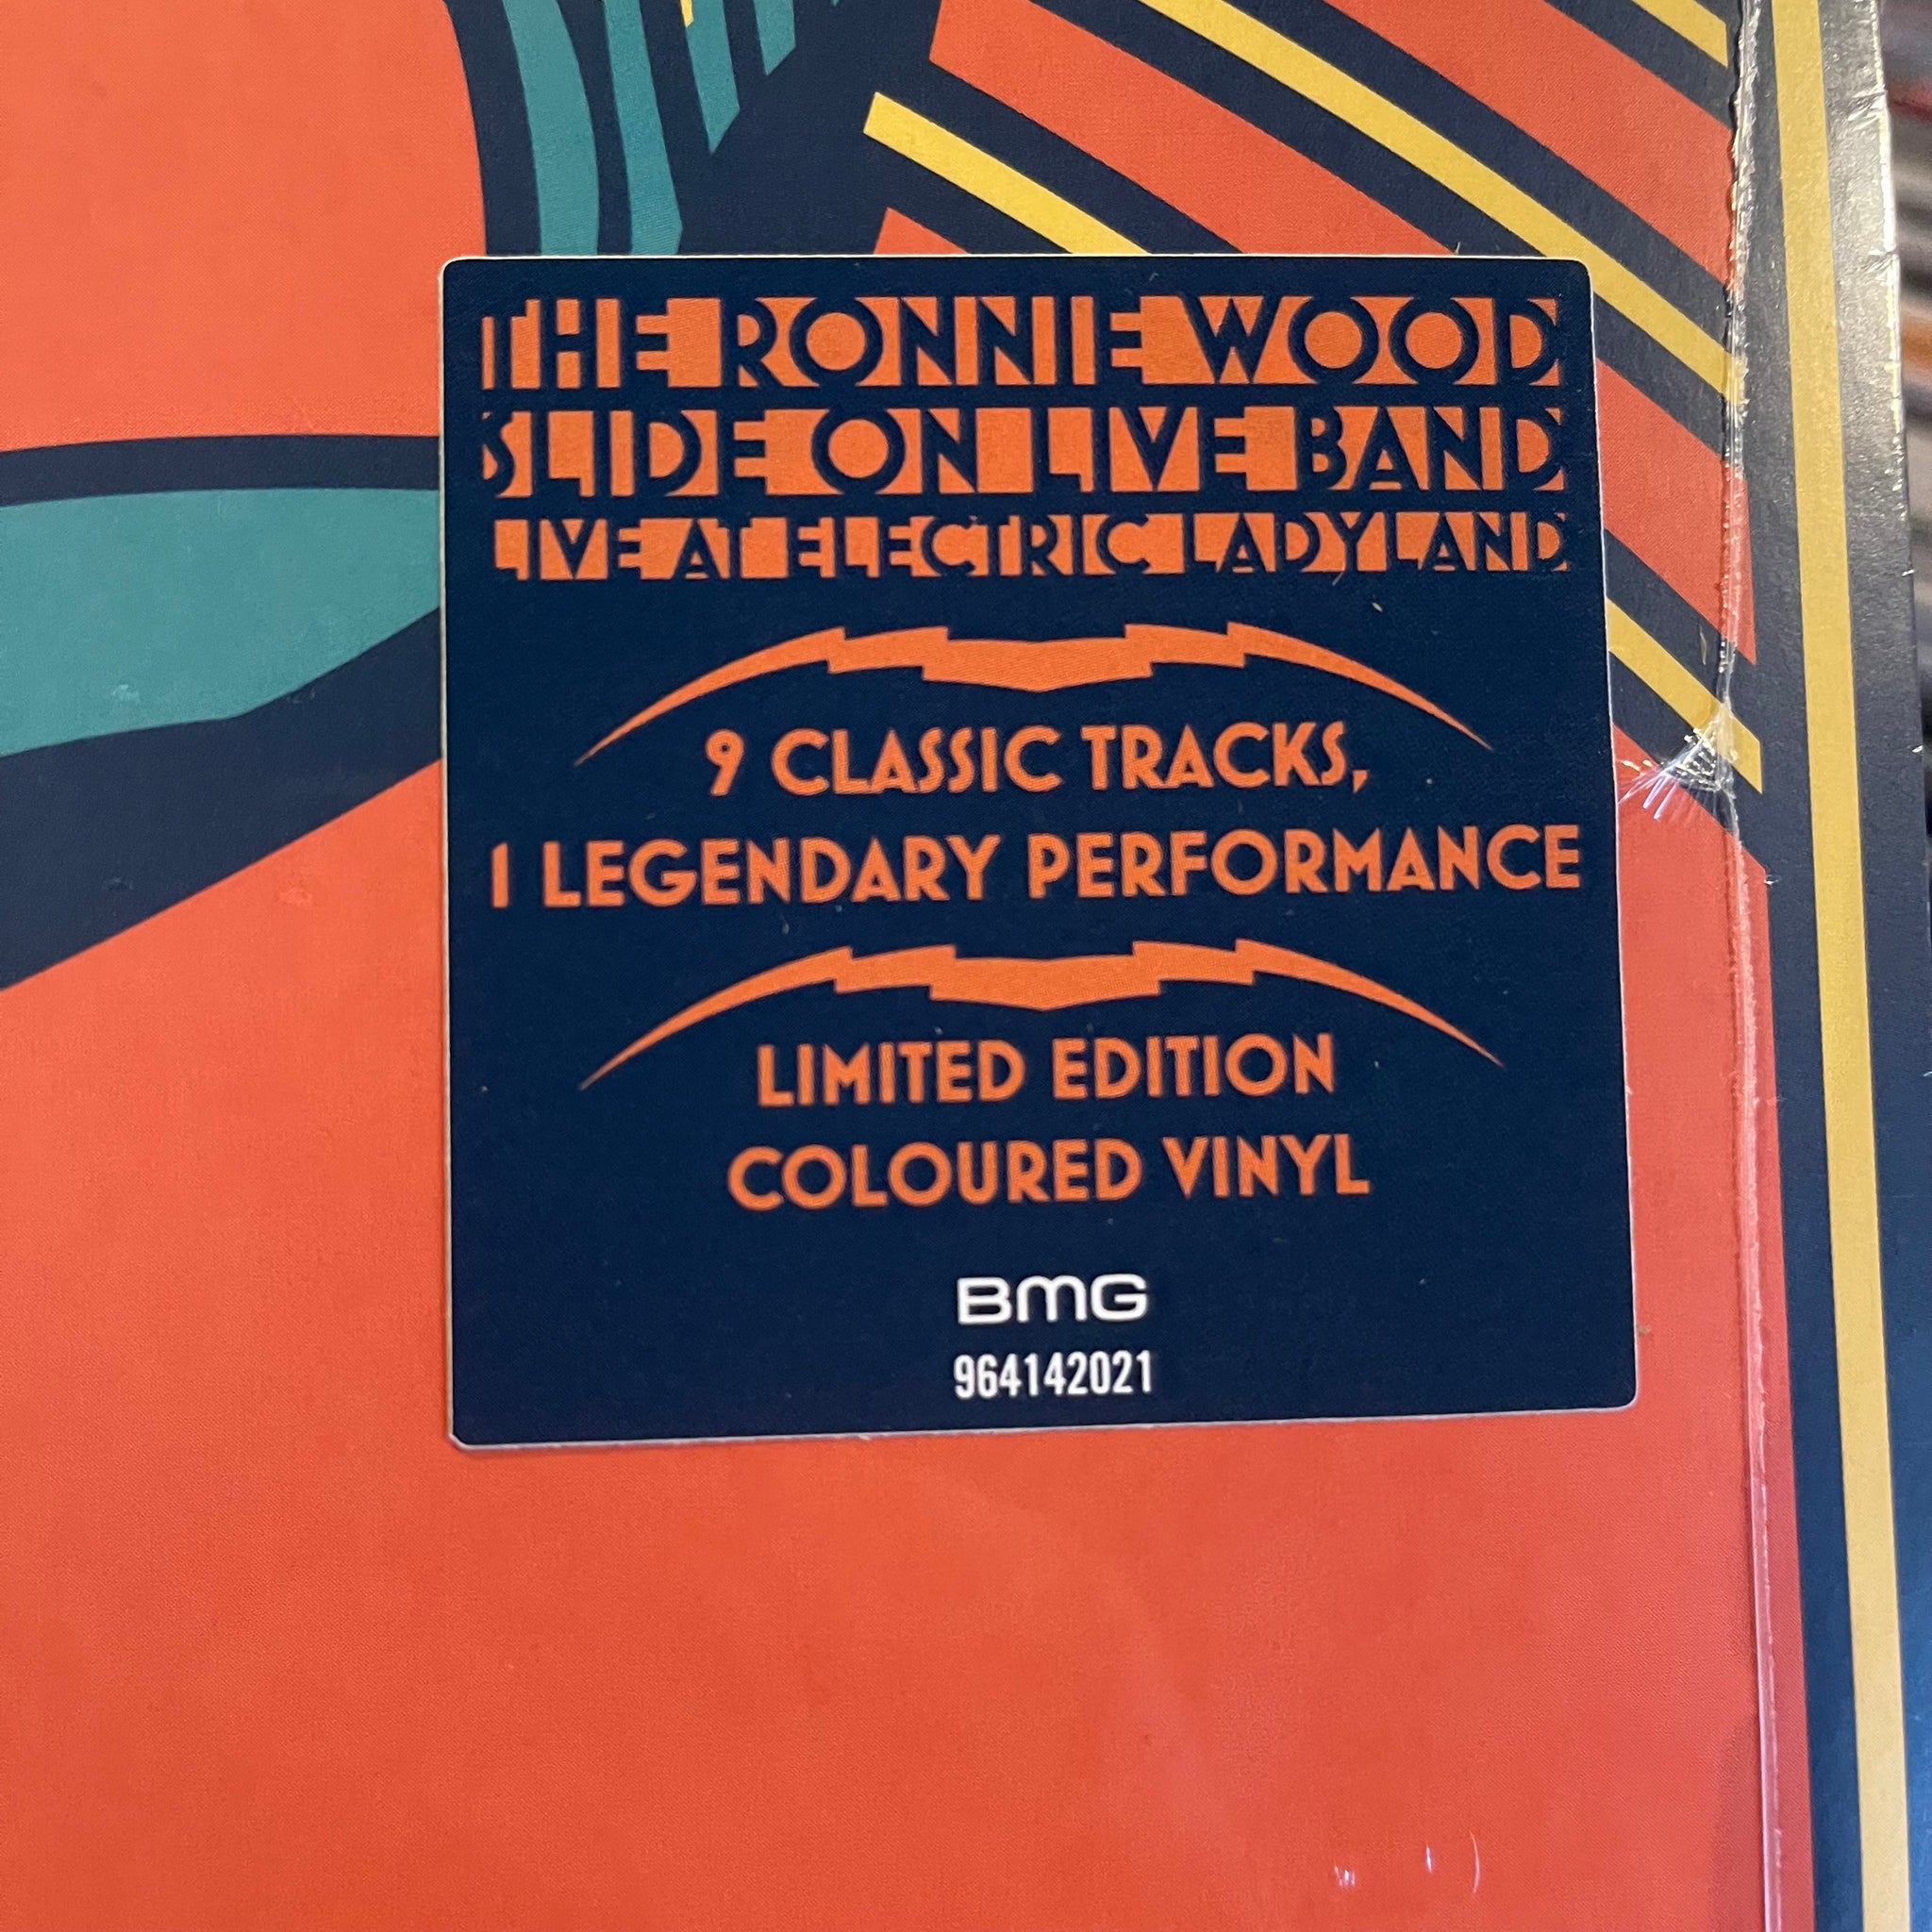 THE RONNIE WOOD
SLIDE ON LIVE BAND
LIVE AT ELECTRIC LADYLAND
9 CLASSIC TRACKS,
1 LEGENDARY PERFORMANCE
LIMITED EDITION
COLOURED VINYL
BMG
964142021